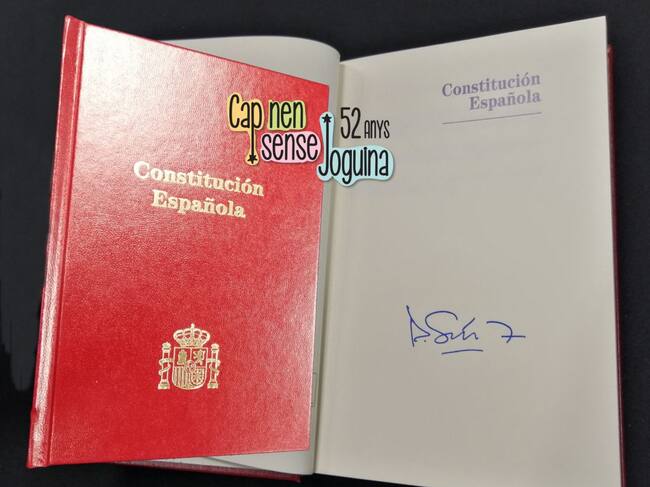 Constitución
Española
Cap nen
sense
Joguina
52 ANYS
Constitución
Española